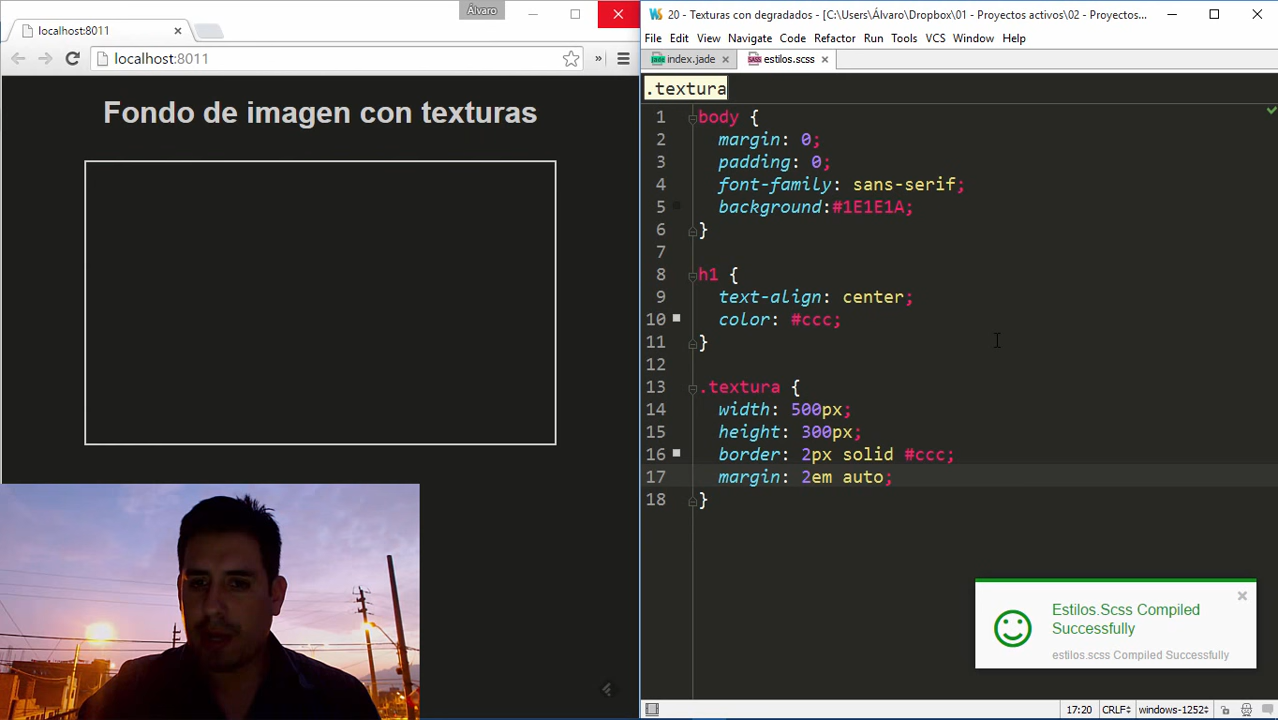 Álvaro
localhost:8011
localhost:8011
»
Fondo de imagen con texturas
20 - Texturas con degradados - [C:\Users\Álvaro\Dropbox\01 - Proyectos activos\02 - Proyectos...
File Edit View Navigate Code Refactor Run Tools VCS Window Help
index.jade
estilos.scss
.textura
1 body {
2 margin: 0;
3 padding: 0;
4 font-family: sans-serif;
5 background:#1E1E1A;
6 }
7
8 h1 {
9 text-align: center;
10 color: #ccc;
11 }
12
13 .textura {
14 width: 500px;
15 height: 300px;
16 border: 2px solid #ccc;
17 margin: 2em auto;
18 }
Estilos.Scss Compiled
Successfully
estilos.scss Compiled Successfully
17:20 CRLF windows-1252